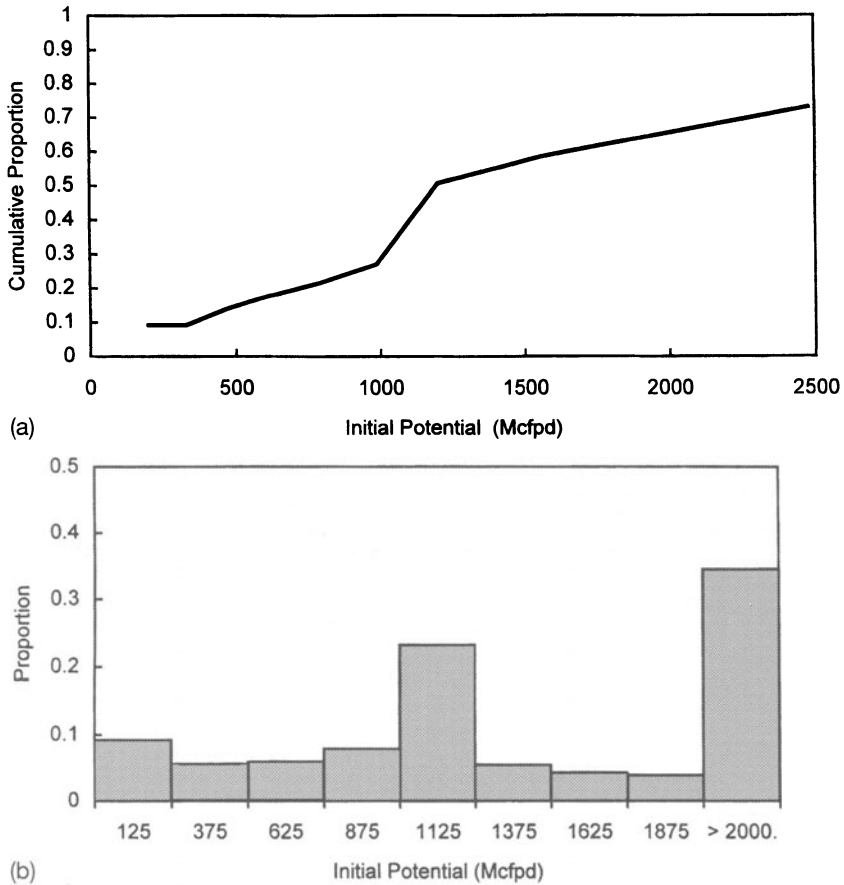 1
0.9
0.8
0.7
0.6
0.5
0.4
0.3
0.2
0.1
0
Cumulative Proportion
0 500 1000 1500 2000 2500
(a) Initial Potential (Mcfpd)
0.5
0.4
0.3
0.2
0.1
0
Proportion
125 375 625 875 1125 1375 1625 1875 > 2000.
(b) Initial Potential (Mcfpd)